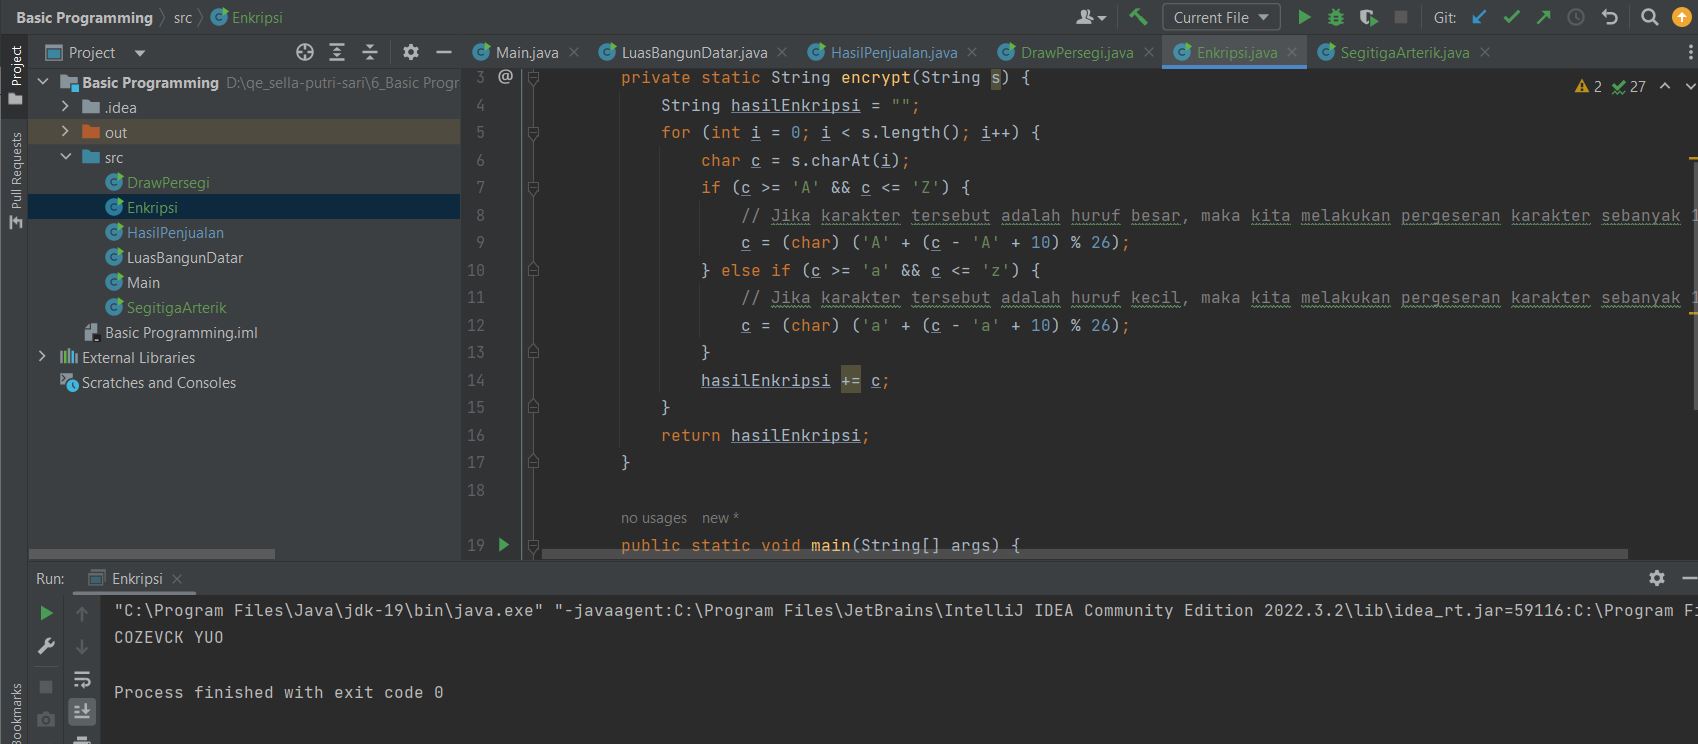 Basic Programming src Enkripsi Current File Git:
Project
Main.java LuasBangunDatar.java HasilPenjualan.java DrawPersegi.java Enkripsi.java SegitigaArterik.java
Project
Pull Requests
Bookmarks
Basic Programming D:\qe_sella-putri-sari\6_Basic Progr
.idea
out
src
DrawPersegi
Enkripsi
HasilPenjualan
LuasBangunDatar
Main
SegitigaArterik
Basic Programming.iml
External Libraries
Scratches and Consoles
2 27
3 @ private static String encrypt(String s) {
4 String hasilEnkripsi = "";
5 for (int i = 0; i < s.length(); i++) {
6 char c = s.charAt(i);
7 if (c >= 'A' && c <= 'Z') {
8 // Jika karakter tersebut adalah huruf besar, maka kita melakukan pergeseran karakter sebanyak 1
9 c = (char) ('A' + (c - 'A' + 10) % 26);
10 } else if (c >= 'a' && c <= 'z') {
11 // Jika karakter tersebut adalah huruf kecil, maka kita melakukan pergeseran karakter sebanyak 1
12 c = (char) ('a' + (c - 'a' + 10) % 26);
13 }
14 hasilEnkripsi += c;
15 }
16 return hasilEnkripsi;
17 }
18
no usages new *
19 public static void main(String[] args) {
Run: Enkripsi
"C:\Program Files\Java\jdk-19\bin\java.exe" "-javaagent:C:\Program Files\JetBrains\IntelliJ IDEA Community Edition 2022.3.2\lib\idea_rt.jar=59116:C:\Program Fi
COZEVCK YUO
Process finished with exit code 0